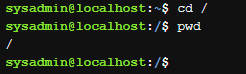 sysadmin@localhost:~$ cd /
sysadmin@localhost:/$ pwd
/
sysadmin@localhost:/$